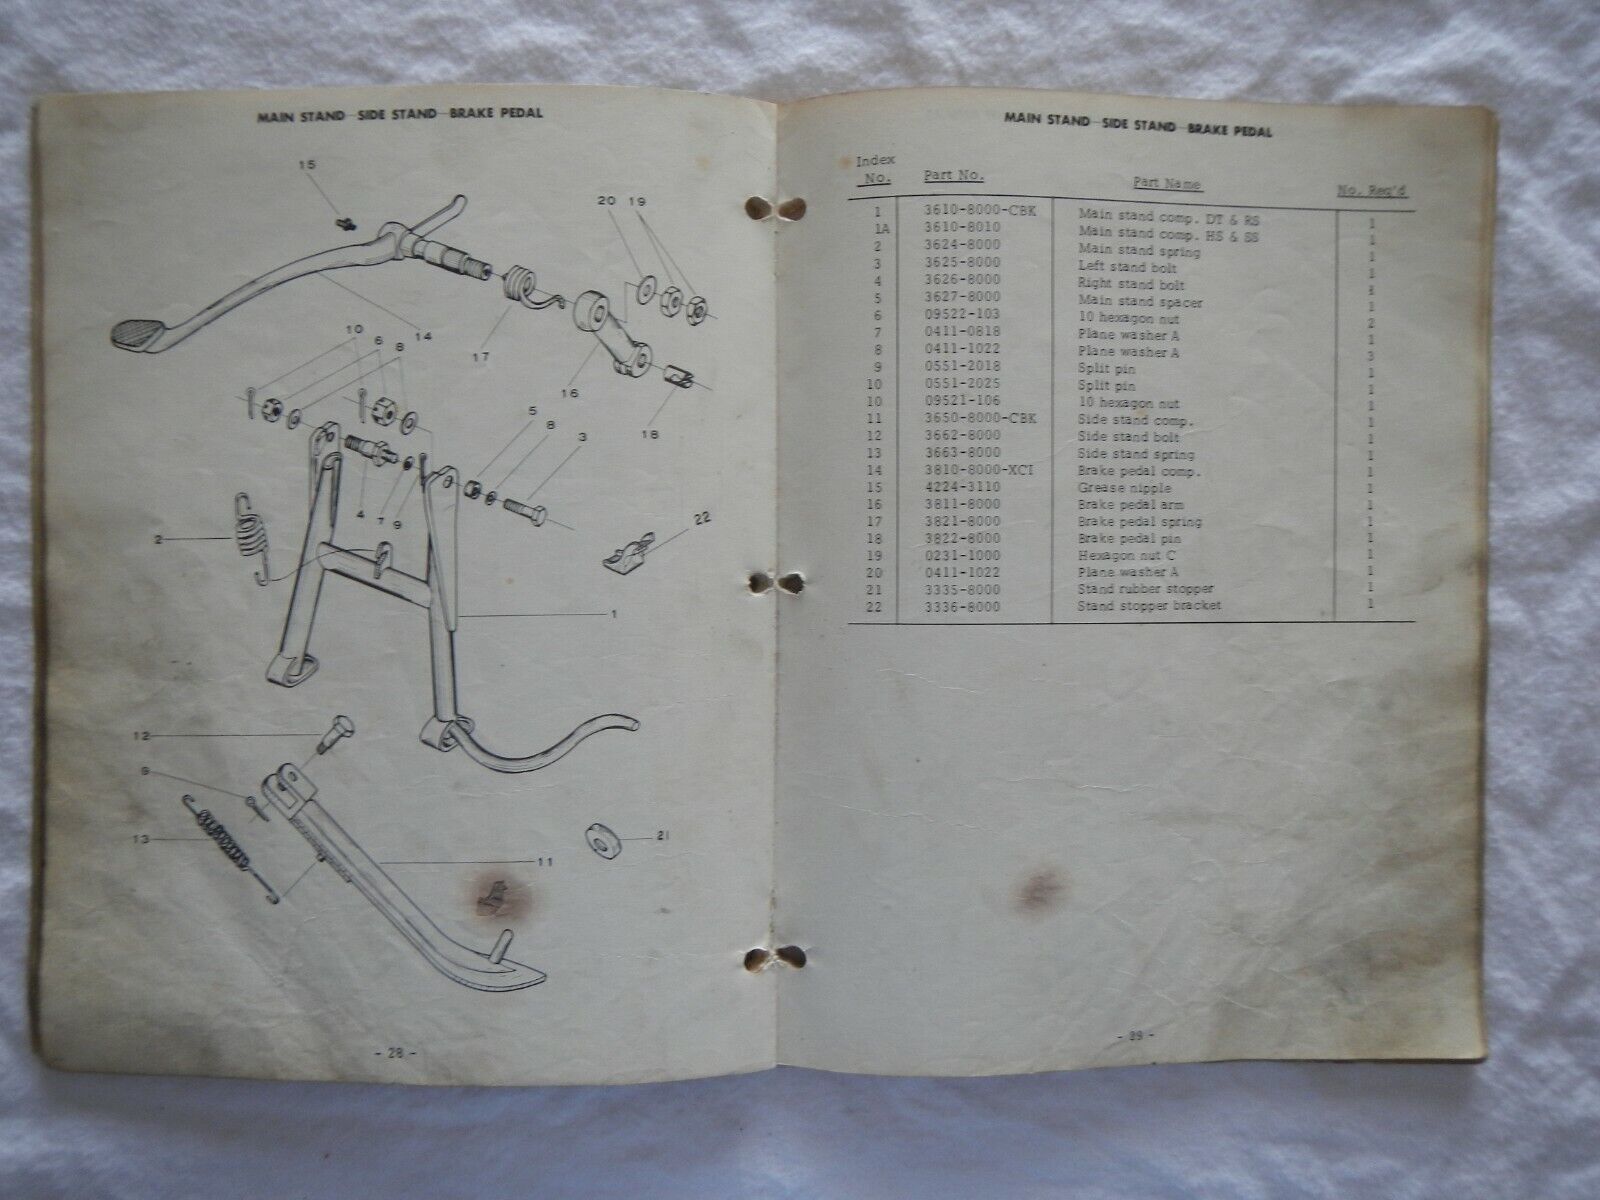 MAIN STAND—SIDE STAND—BRAKE PEDAL
15
20 19
10 6 8 14
17
16
18
5
8
3
4 7 9
2
22
1
12
9
13
11
21
- 28 -
MAIN STAND—SIDE STAND—BRAKE PEDAL
Index No. Part No. Part Name No. Req'd
1 3610-8000-CBK Main stand comp. DT & RS 1
1A 3610-8010 Main stand comp. HS & SS 1
2 3624-8000 Main stand spring 1
3 3625-8000 Left stand bolt 1
4 3626-8000 Right stand bolt
5 3627-8000 Main stand spacer 1
6 09522-103 10 hexagon nut 2
7 0411-0818 Plane washer A 1
8 0411-1022 Plane washer A 3
9 0551-2018 Split pin 1
10 0551-2025 Split pin 1
10 09521-106 10 hexagon nut 1
11 3650-8000-CBK Side stand comp. 1
12 3662-8000 Side stand bolt 1
13 3663-8000 Side stand spring 1
14 3810-8000-XCI Brake pedal comp. 1
15 4224-3110 Grease nipple 1
16 3811-8000 Brake pedal arm 1
17 3821-8000 Brake pedal spring 1
18 3822-8000 Brake pedal pin 1
19 0231-1000 Hexagon nut C 1
20 0411-1022 Plane washer A 1
21 3335-8000 Stand rubber stopper 1
22 3336-8000 Stand stopper bracket 1